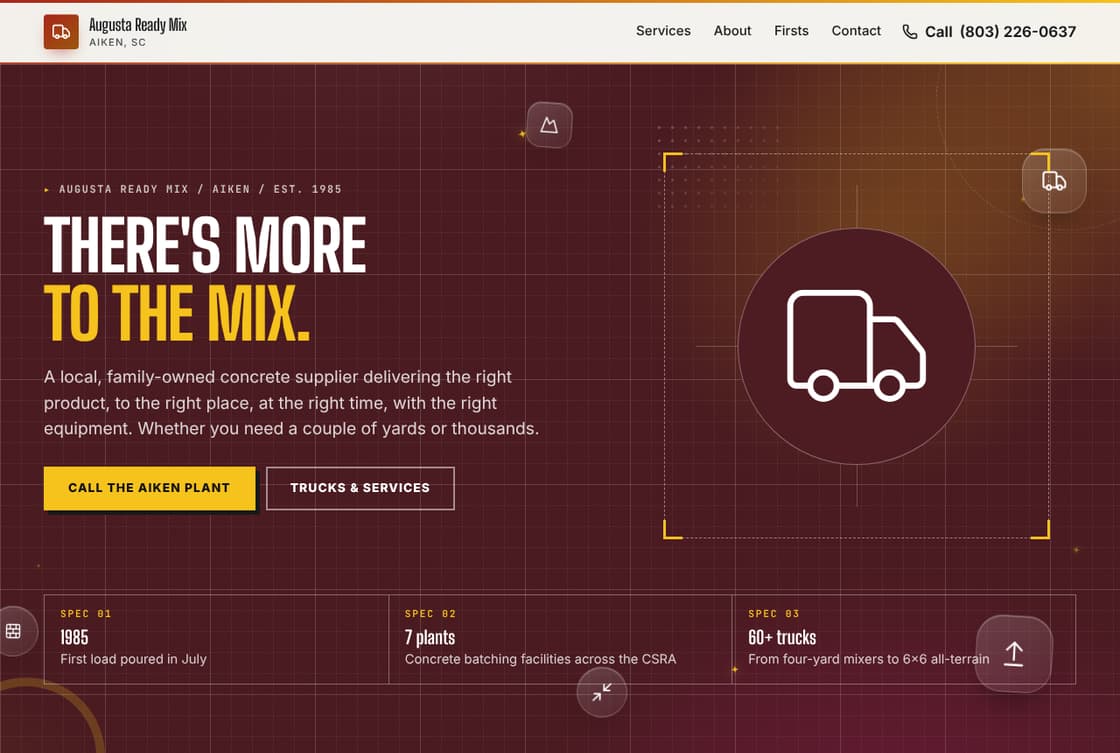 Augusta Ready Mix
AIKEN, SC
Services
About
Firsts
Contact
Call (803) 226-0637
▸ AUGUSTA READY MIX / AIKEN / EST. 1985
THERE'S MORE
TO THE MIX.
A local, family-owned concrete supplier delivering the right
product, to the right place, at the right time, with the right
equipment. Whether you need a couple of yards or thousands.
CALL THE AIKEN PLANT
TRUCKS & SERVICES
SPEC 01
1985
First load poured in July
SPEC 02
7 plants
Concrete batching facilities across the CSRA
SPEC 03
60+ trucks
From four-yard mixers to 6×6 all-terrain